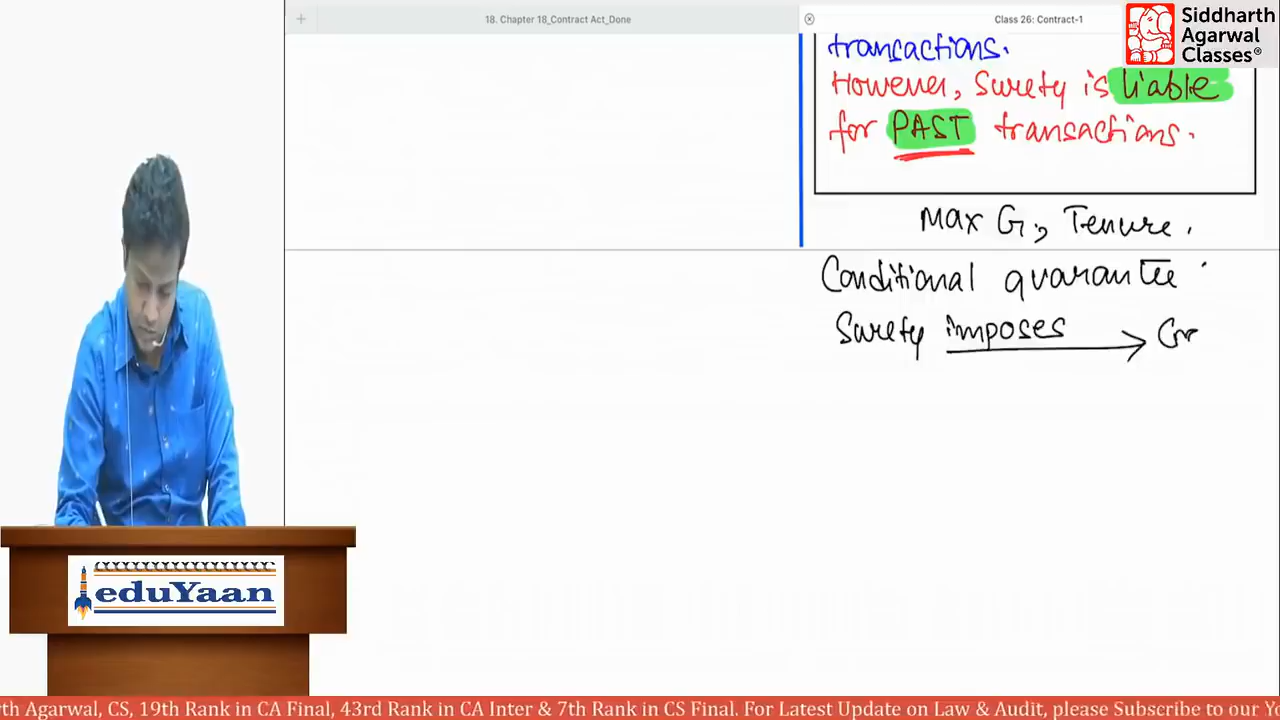 18. Chapter 18_Contract Act_Done
Class 26: Contract-1
Siddharth
Agarwal
Classes®
transactions.
However, Surety is liable
for PAST transactions.
Max G, Tenure.
Conditional guarantee
Surety imposes → Cr
eduYaan
rth Agarwal, CS, 19th Rank in CA Final, 43rd Rank in CA Inter & 7th Rank in CS Final. For Latest Update on Law & Audit, please Subscribe to our Yo